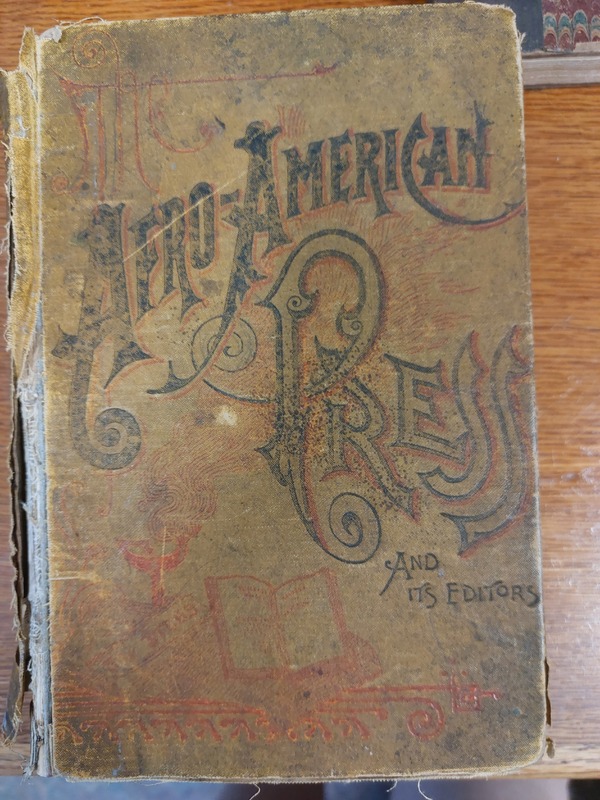 The
Afro-American
Press
And
its Editors